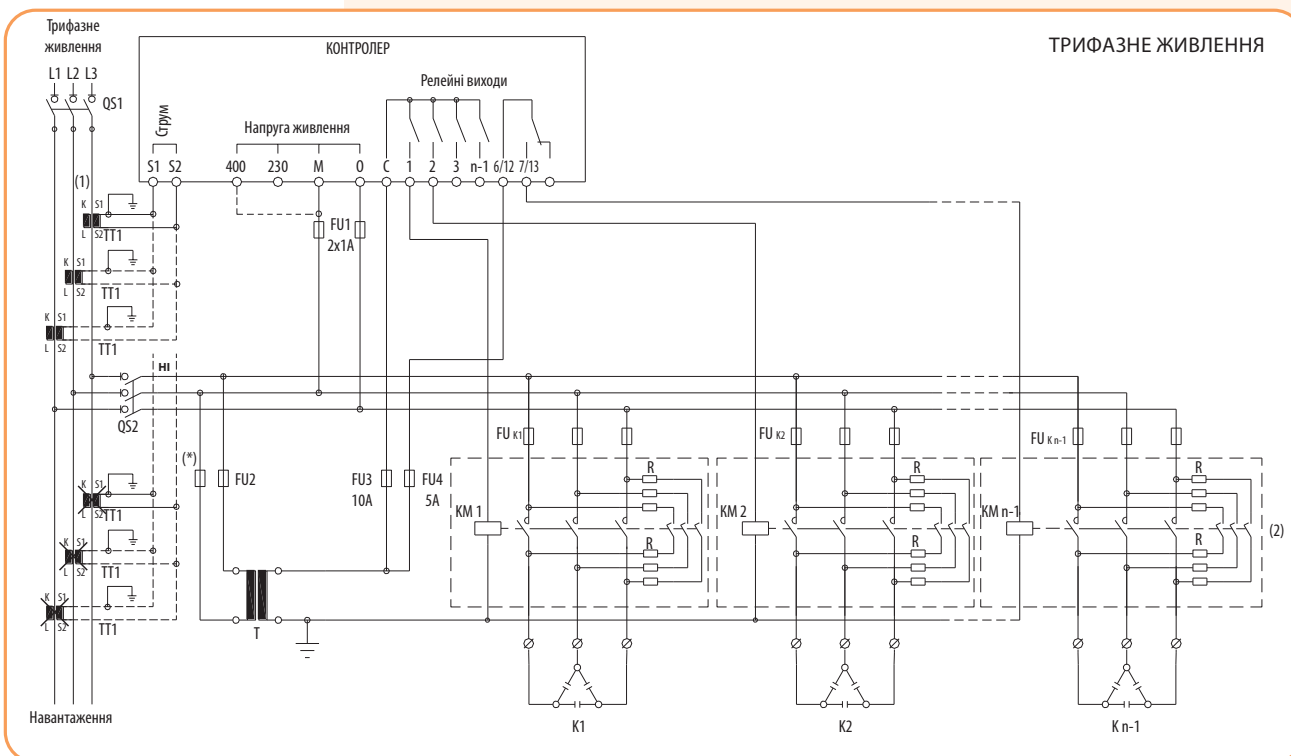 Трифазне
живлення
L1 L2 L3
QS1
КОНТРОЛЕР
ТРИФАЗНЕ ЖИВЛЕННЯ
Релейні виходи
Струм
Напруга живлення
S1 S2 400 230 M 0 C 1 2 3 n-1 6/12 7/13
(1)
K S1
L S2 TT1
FU1
2x1A
K S1
L S2 TT1
K S1
L S2 TT1
НІ
QS2
(*)
FU2
FU3
10A
FU4
5A
FU K1
FU K2
FU K n-1
K S1
L S2 TT1
K S1
L S2 TT1
K S1
L S2 TT1
KM 1
R
R
KM 2
R
R
KM n-1
R
R
(2)
T
Навантаження
K1
K2
K n-1